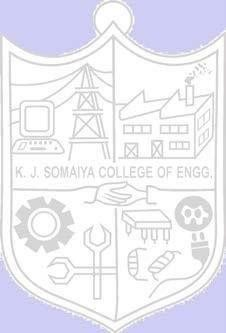 K. J. SOMAIYA COLLEGE OF ENGG.